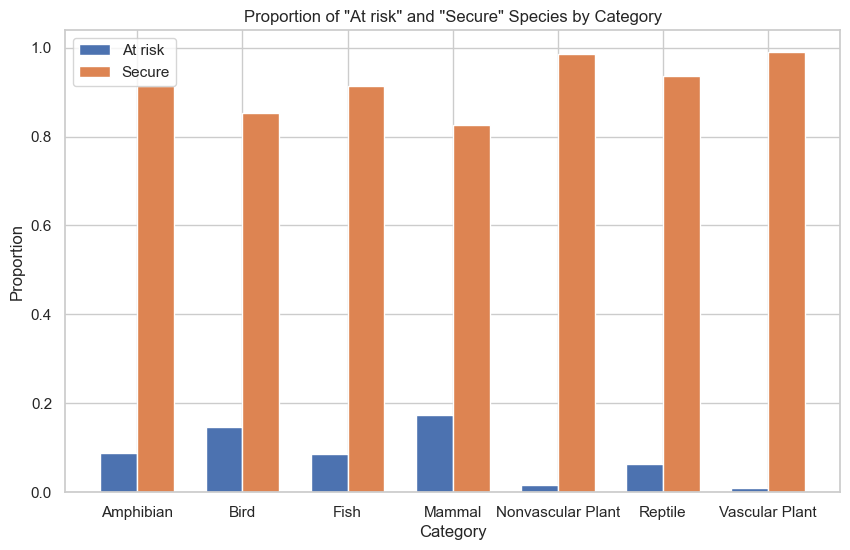 Proportion of "At risk" and "Secure" Species by Category
At risk
Secure
1.0
0.8
0.6
0.4
0.2
0.0
Proportion
Amphibian
Bird
Fish
Mammal
Nonvascular Plant
Reptile
Vascular Plant
Category